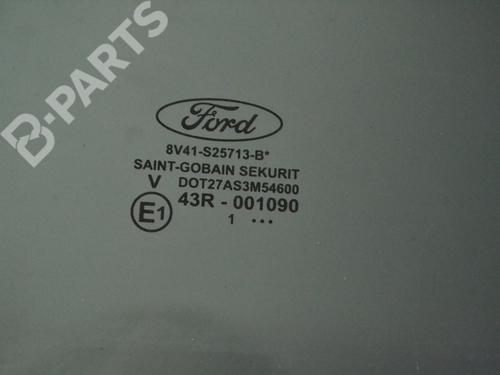 B-PARTS
Ford
8V41-S25713-B*
SAINT-GOBAIN SEKURIT
V DOT27AS3M54600
E1 43R - 001090
1 •••